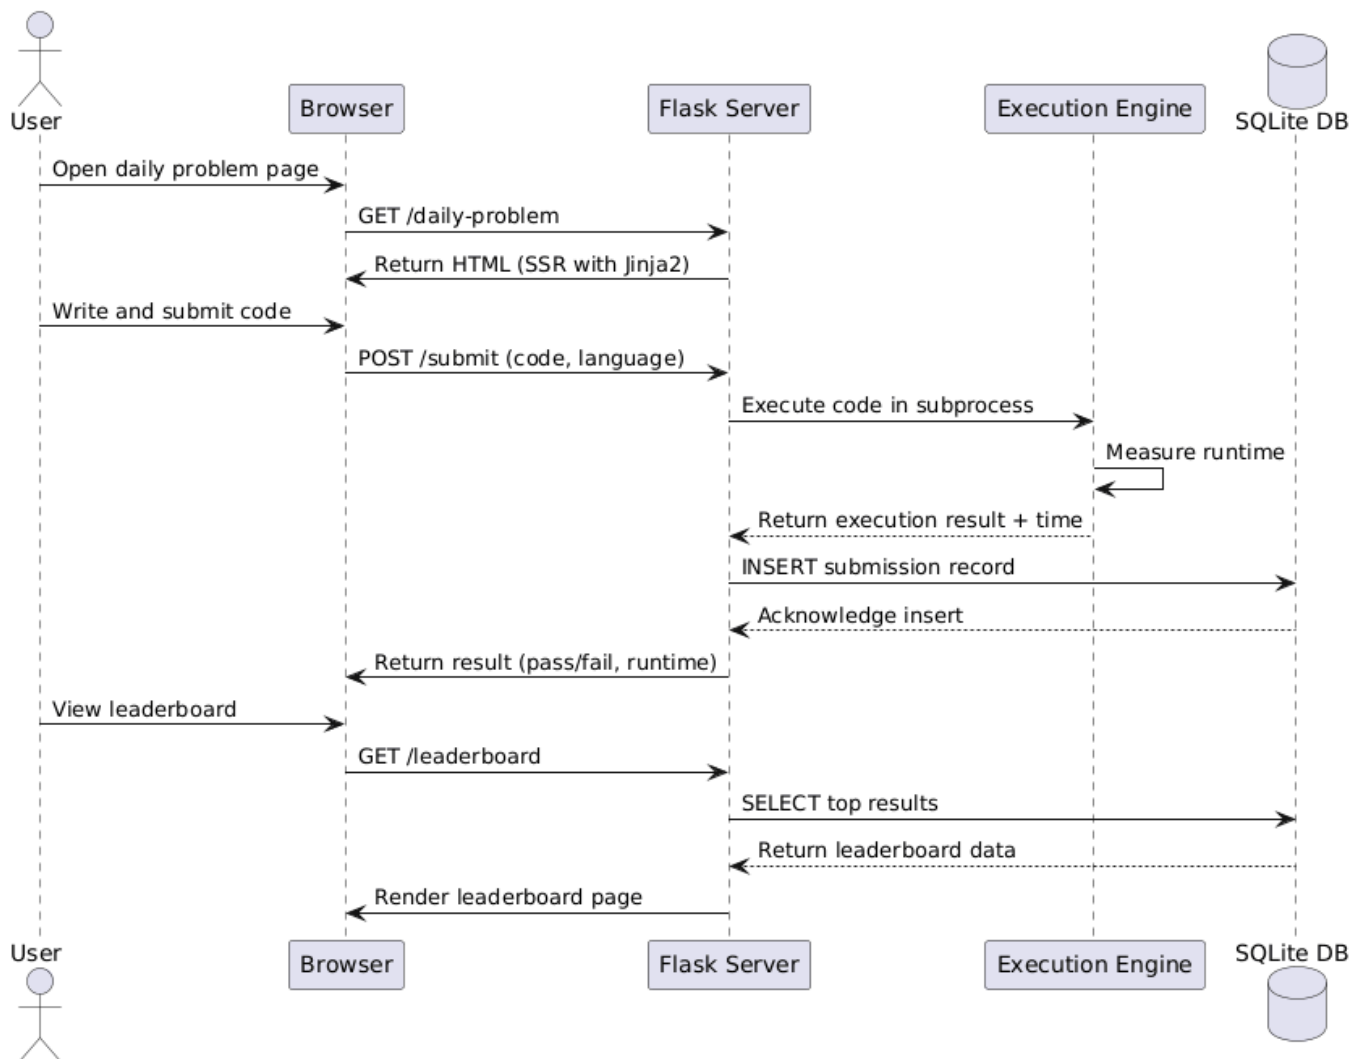 User
Browser
Flask Server
Execution Engine
SQLite DB
Open daily problem page
GET /daily-problem
Return HTML (SSR with Jinja2)
Write and submit code
POST /submit (code, language)
Execute code in subprocess
Measure runtime
Return execution result + time
INSERT submission record
Acknowledge insert
Return result (pass/fail, runtime)
View leaderboard
GET /leaderboard
SELECT top results
Return leaderboard data
Render leaderboard page
User
Browser
Flask Server
Execution Engine
SQLite DB